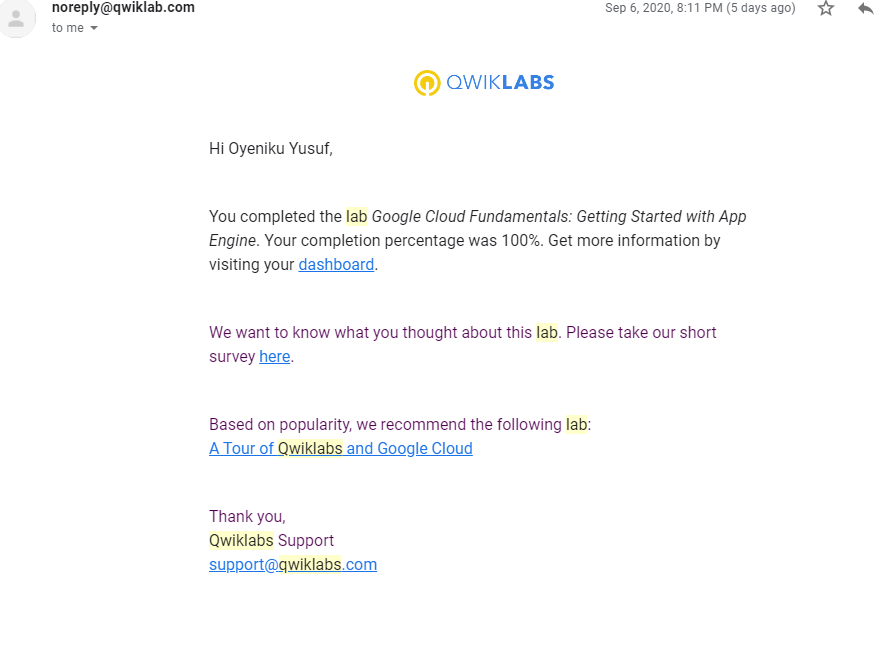 noreply@qwiklab.com
Sep 6, 2020, 8:11 PM (5 days ago)
to me
QWIKLABS
Hi Oyeniku Yusuf,
You completed the lab Google Cloud Fundamentals: Getting Started with App
Engine. Your completion percentage was 100%. Get more information by
visiting your dashboard.
We want to know what you thought about this lab. Please take our short
survey here.
Based on popularity, we recommend the following lab:
A Tour of Qwiklabs and Google Cloud
Thank you,
Qwiklabs Support
support@qwiklabs.com